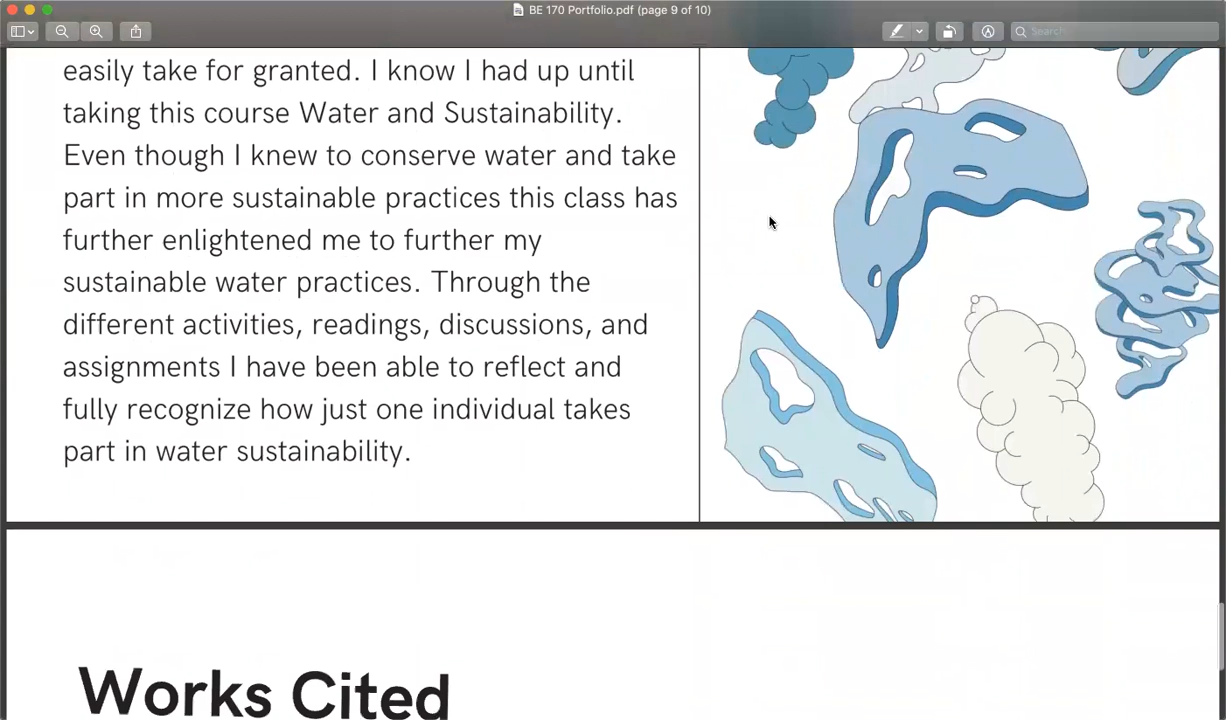 BE 170 Portfolio.pdf (page 9 of 10)
Search
easily take for granted. I know I had up until
taking this course Water and Sustainability.
Even though I knew to conserve water and take
part in more sustainable practices this class has
further enlightened me to further my
sustainable water practices. Through the
different activities, readings, discussions, and
assignments I have been able to reflect and
fully recognize how just one individual takes
part in water sustainability.
Works Cited